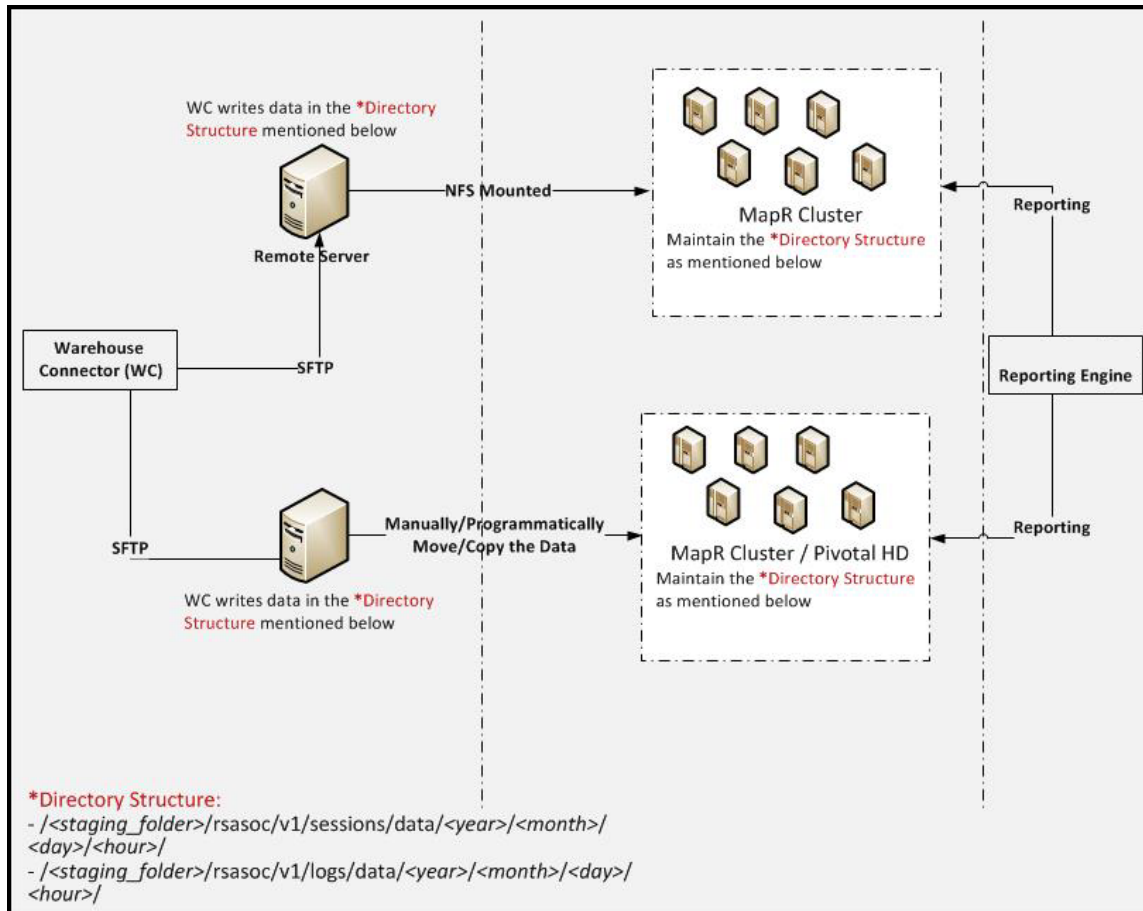 WC writes data in the *Directory
Structure mentioned below
Remote Server
NFS Mounted
MapR Cluster
Maintain the *Directory Structure
as mentioned below
Reporting
Warehouse
Connector (WC)
SFTP
Reporting Engine
SFTP
Manually/Programmatically
Move/Copy the Data
WC writes data in the *Directory
Structure mentioned below
MapR Cluster / Pivotal HD
Maintain the *Directory Structure
as mentioned below
Reporting
*Directory Structure:
- /<staging_folder>/rsasoc/v1/sessions/data/<year>/<month>/
<day>/<hour>/
- /<staging_folder>/rsasoc/v1/logs/data/<year>/<month>/<day>/
<hour>/